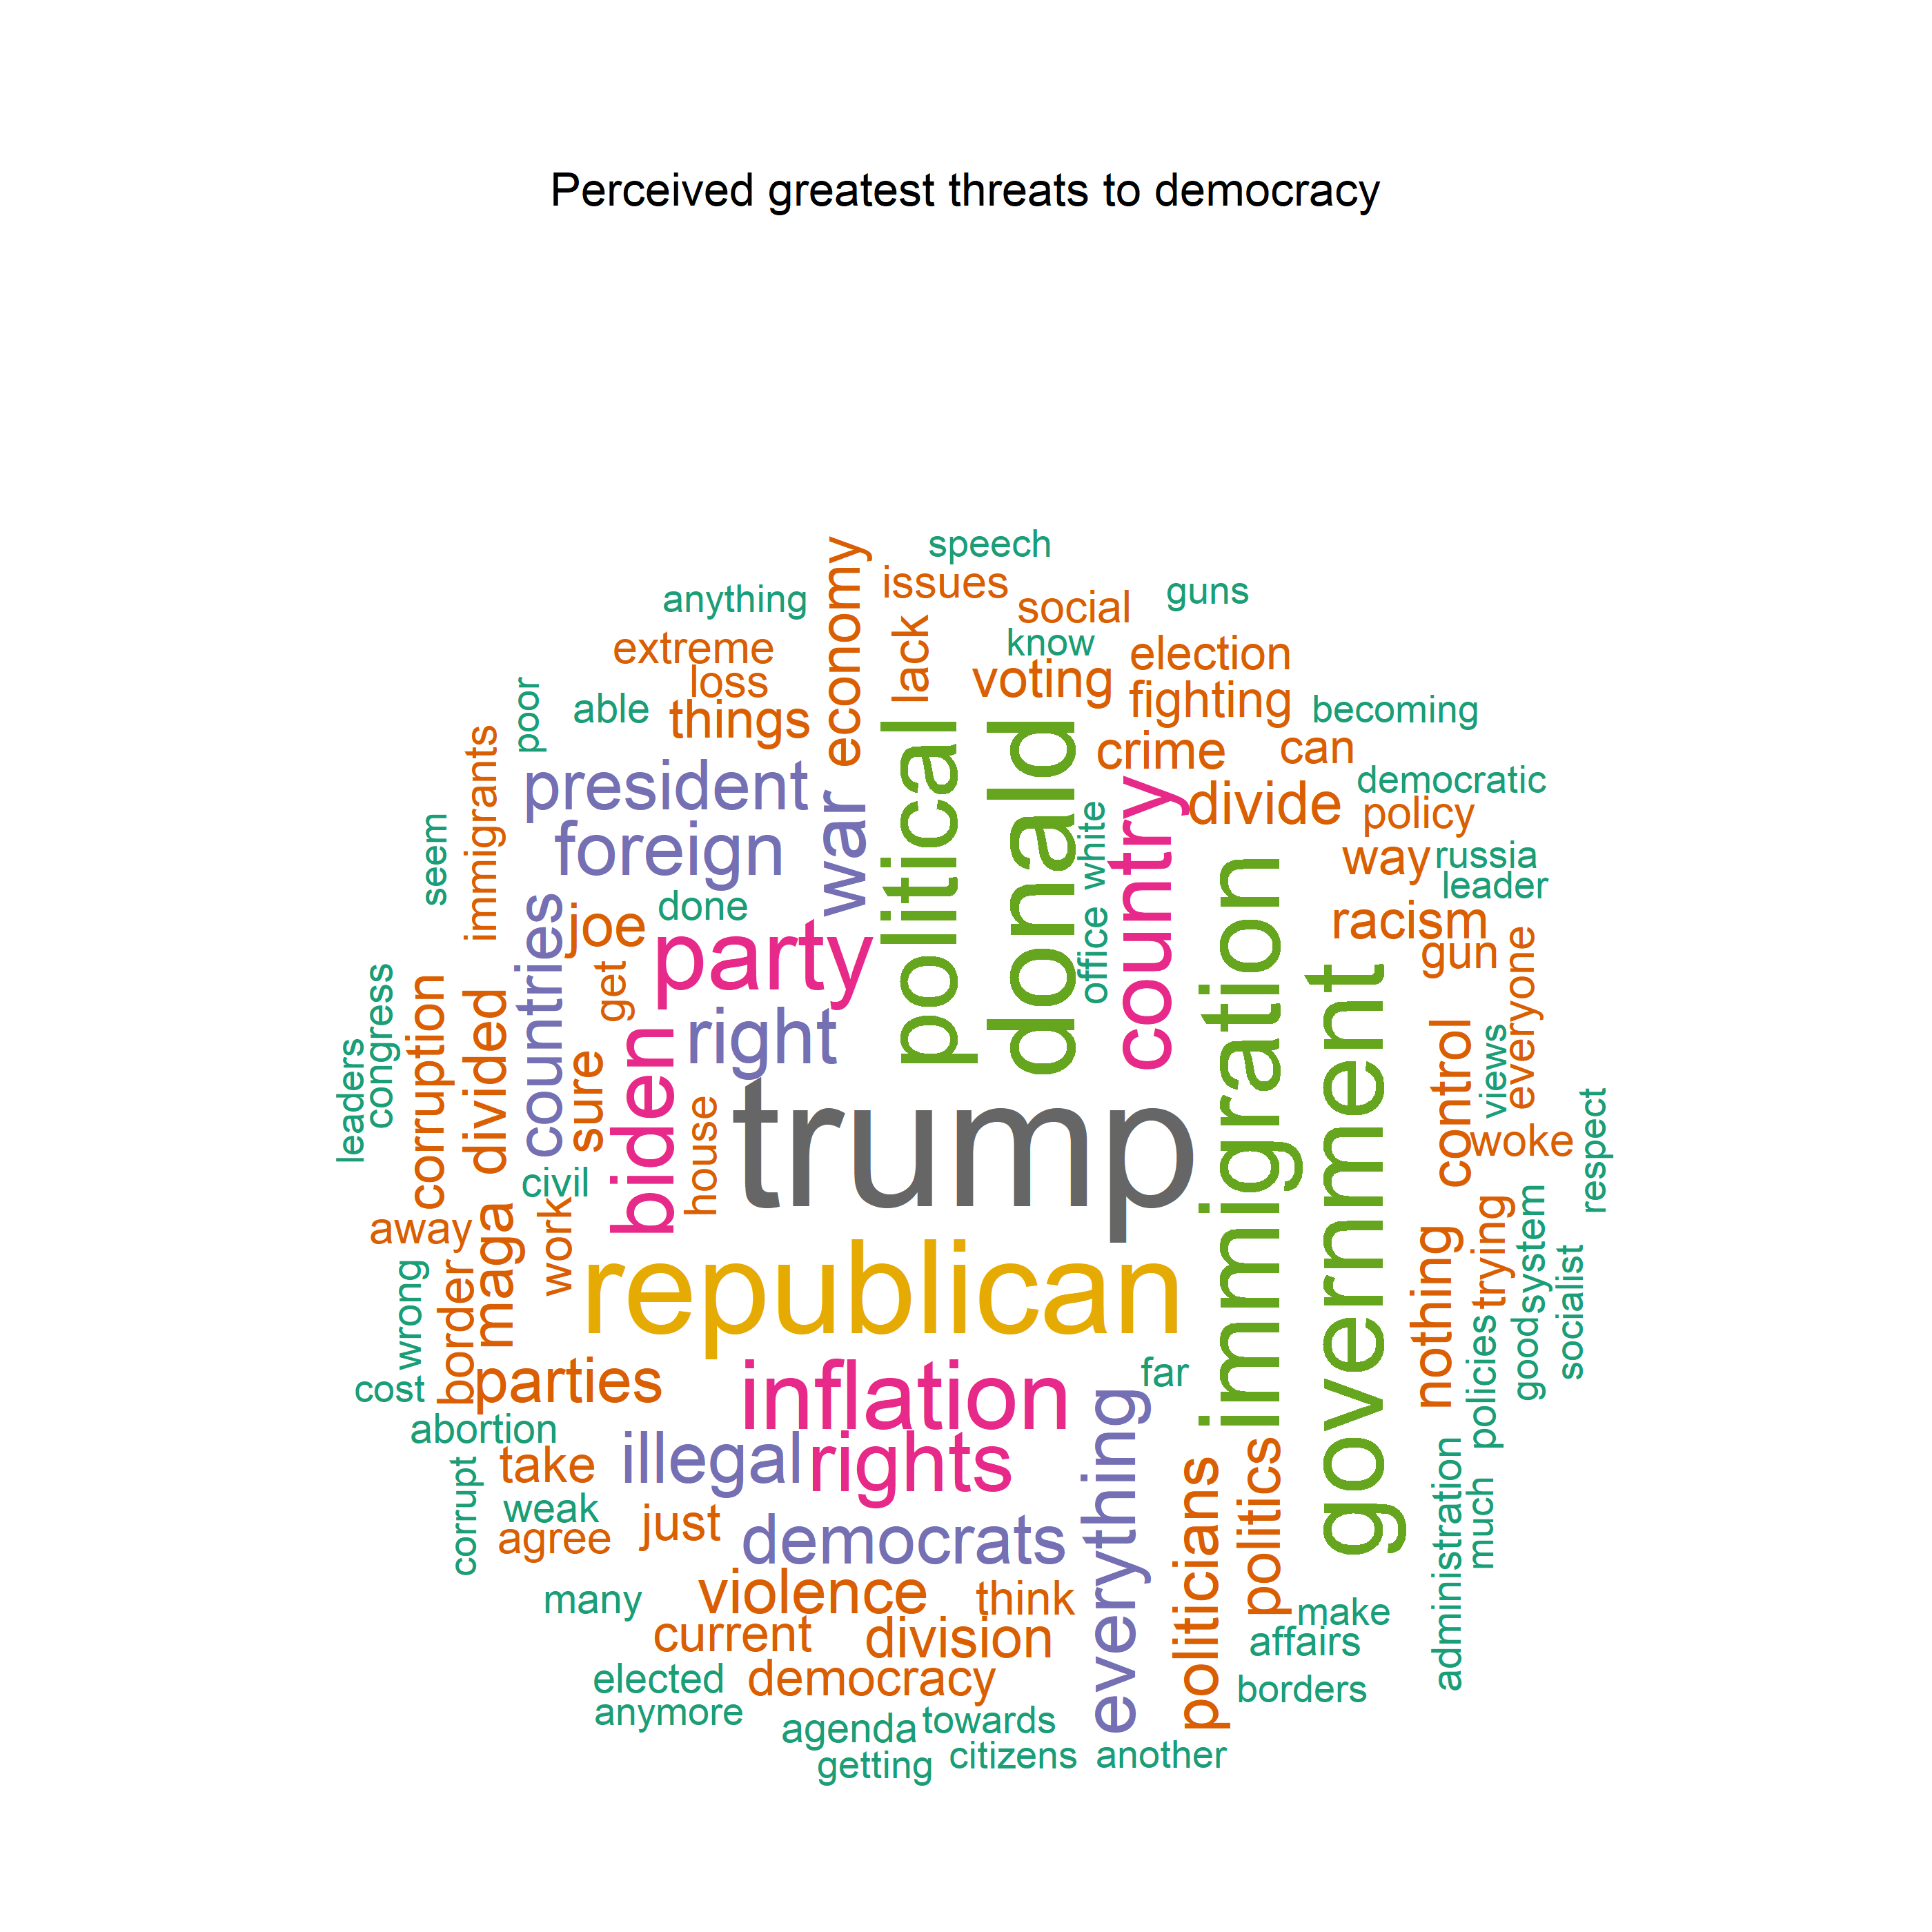 Perceived greatest threats to democracy
speech
economy
issues
anything
guns
social
lack
know
extreme
election
voting
loss
fighting
poor
able
things
becoming
immigrants
political
donald
crime
can
president
war
country
democratic
divide
policy
seem
foreign
white
way
russia
leader
immigration
countries
joe
done
party
office
racism
gun
everyone
congress
corruption
divided
get
right
government
leaders
sure
biden
control
views
trump
house
woke
respect
civil
away
maga
work
nothing
trying
system
wrong
border
republican
good
socialist
cost
parties
inflation
far
policies
abortion
everything
illegal
rights
take
corrupt
weak
agree
just
democrats
politicians
politics
administration
much
many
violence
think
make
current
division
affairs
elected
democracy
borders
anymore
agenda
towards
getting
citizens
another